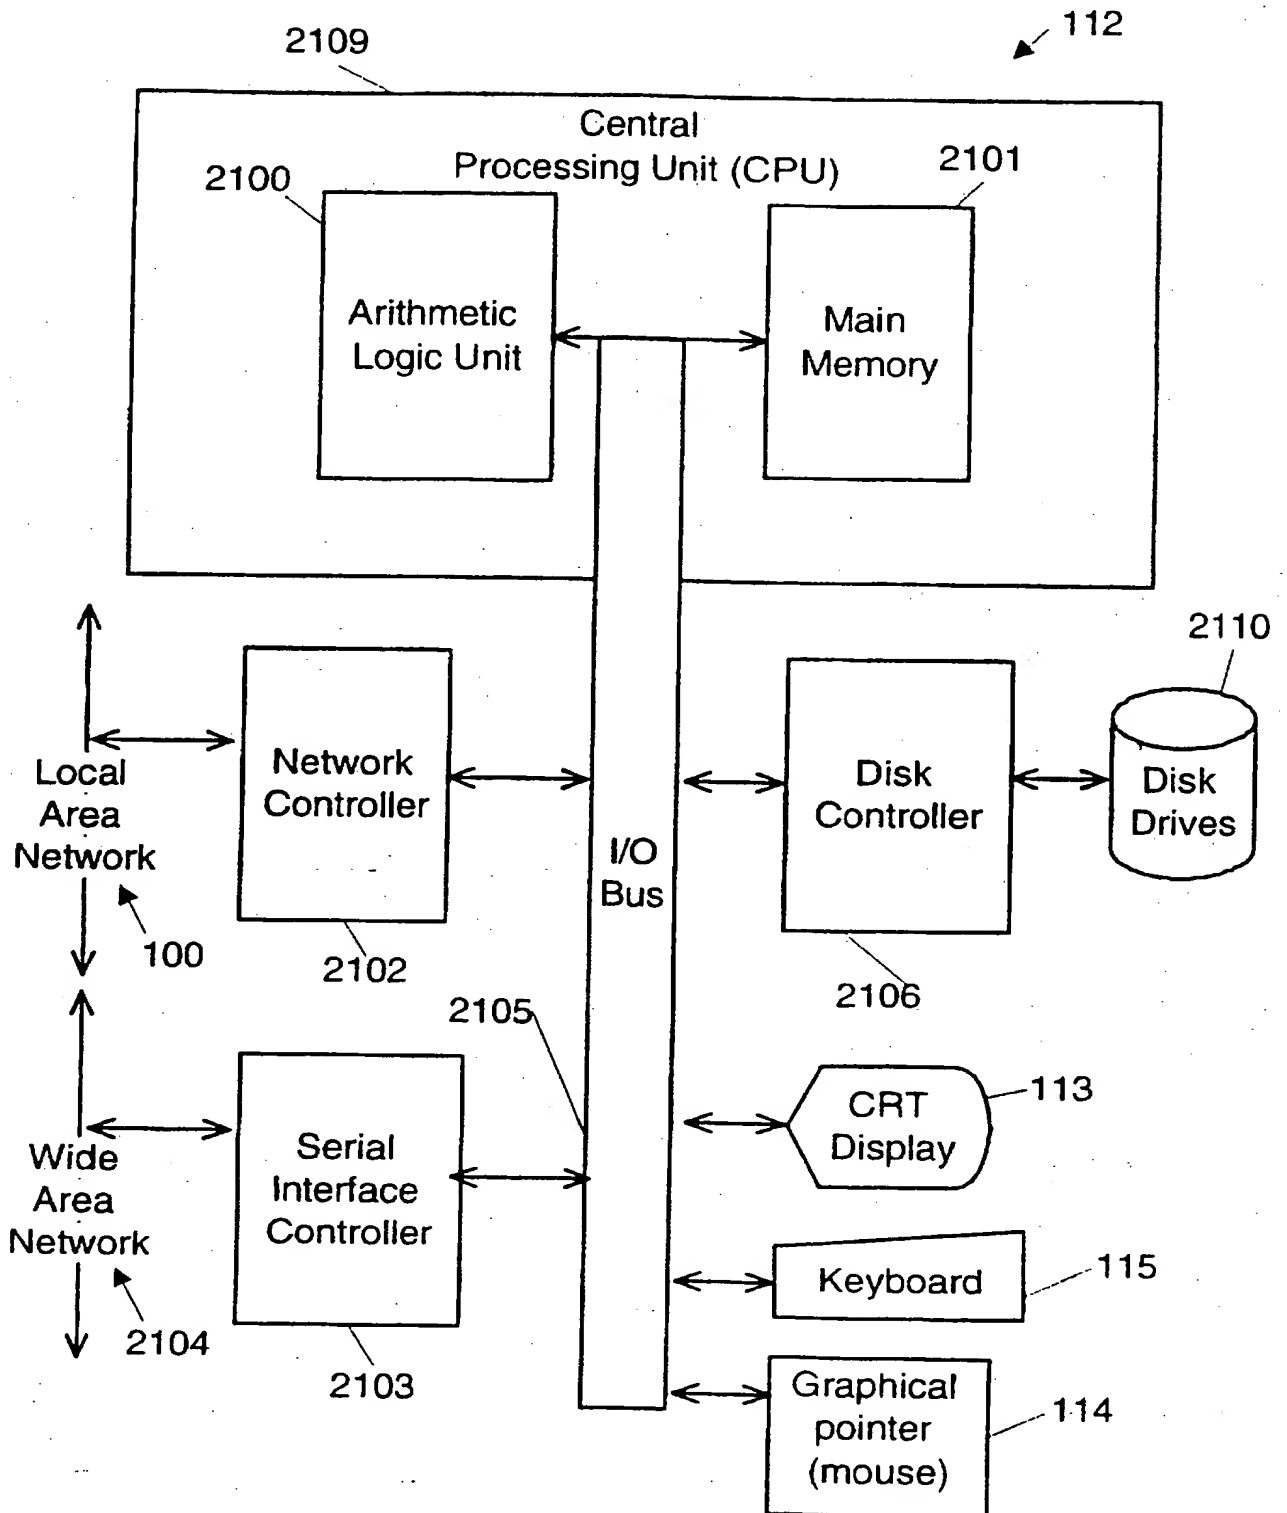 112
2109
Central
Processing Unit (CPU)
2100
2101
Arithmetic
Logic Unit
Main
Memory
2110
Local
Area
Network
100
Network
Controller
2102
I/O
Bus
Disk
Controller
2106
Disk
Drives
2105
Wide
Area
Network
2104
Serial
Interface
Controller
2103
CRT
Display
113
Keyboard
115
Graphical
pointer
(mouse)
114